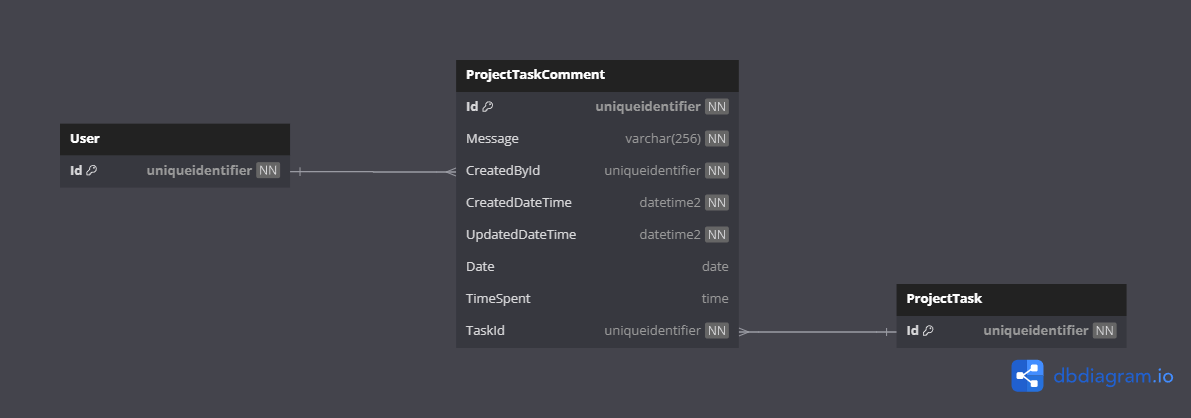 User
Id uniqueidentifier NN
ProjectTaskComment
Id uniqueidentifier NN
Message varchar(256) NN
CreatedById uniqueidentifier NN
CreatedDateTime datetime2 NN
UpdatedDateTime datetime2 NN
Date date
TimeSpent time
TaskId uniqueidentifier NN
ProjectTask
Id uniqueidentifier NN
dbdiagram.io